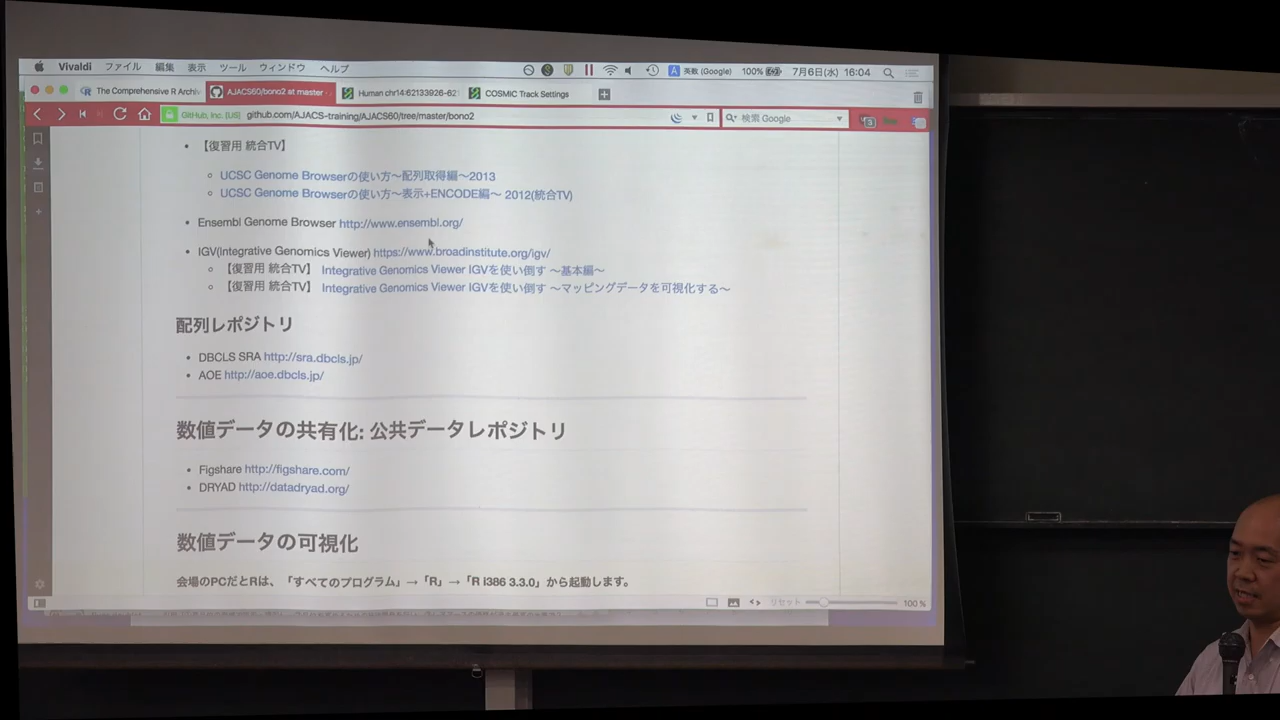 Vivaldi ファイル 編集 表示 ツール ウィンドウ ヘルプ 英数 (Google) 100% 7月6日(水) 16:04
The Comprehensive R Archiv AJACS60/bono2 at master Human chr14:62133926-62 COSMIC Track Settings
GitHub, Inc. [US] github.com/AJACS-training/AJACS60/tree/master/bono2 検索 Google
【復習用 統合TV】
UCSC Genome Browserの使い方〜配列取得編〜2013
UCSC Genome Browserの使い方〜表示+ENCODE編〜 2012(統合TV)
Ensembl Genome Browser http://www.ensembl.org/
IGV(Integrative Genomics Viewer) https://www.broadinstitute.org/igv/
【復習用 統合TV】 Integrative Genomics Viewer IGVを使い倒す 〜基本編〜
【復習用 統合TV】 Integrative Genomics Viewer IGVを使い倒す 〜マッピングデータを可視化する〜
配列レポジトリ
DBCLS SRA http://sra.dbcls.jp/
AOE http://aoe.dbcls.jp/
数値データの共有化: 公共データレポジトリ
Figshare http://figshare.com/
DRYAD http://datadryad.org/
数値データの可視化
会場のPCだとRは、「すべてのプログラム」→「R」→「R i386 3.3.0」から起動します。
リセット 100 %